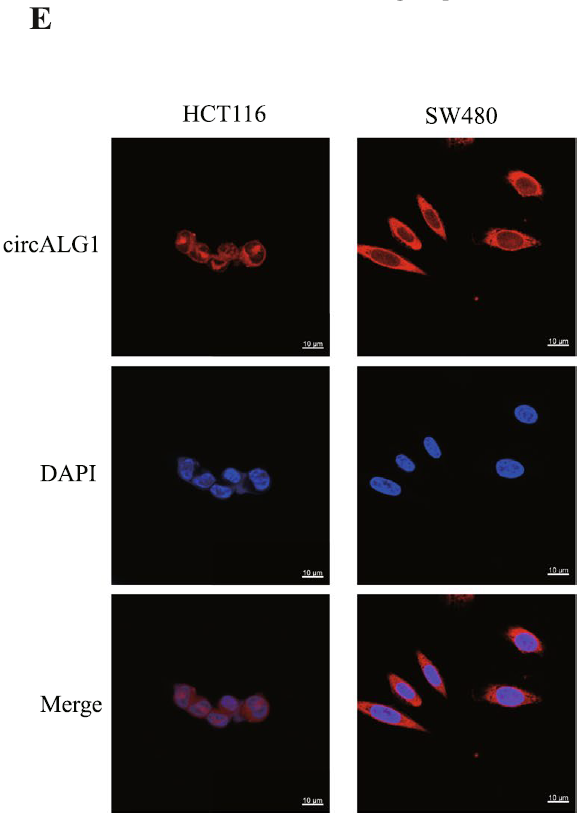 E
HCT116 SW480
circALG1
10 µm 10 µm
DAPI
10 µm 10 µm
Merge
10 µm 10 µm